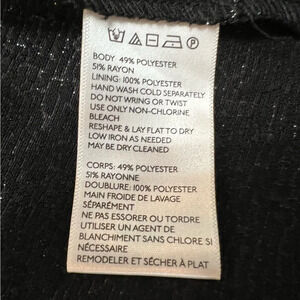 BODY 49% POLYESTER
51% RAYON
LINING: 100% POLYESTER
HAND WASH COLD SEPARATELY
DO NOT WRING OR TWIST
USE ONLY NON-CHLORINE
BLEACH
RESHAPE & LAY FLAT TO DRY
LOW IRON AS NEEDED
MAY BE DRY CLEANED
CORPS: 49% POLYESTER
51% RAYONNE
DOUBLURE: 100% POLYESTER
MAIN FROIDE DE LAVAGE
SÉPARÉMENT
NE PAS ESSORER OU TORDRE
UTILISER UN AGENT DE
BLANCHIMENT SANS CHLORE SI
NÉCESSAIRE
REMODELER ET SÉCHER À PLAT